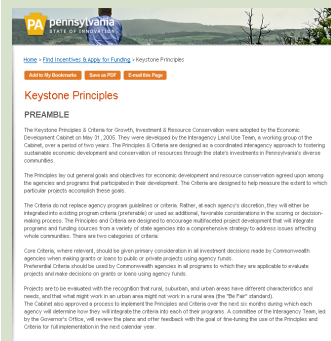 PA pennsylvania
STATE OF INNOVATION
Home > Find Incentives & Apply for Funding > Keystone Principles
Add to My Bookmarks Save as PDF E-mail this Page
Keystone Principles
PREAMBLE
The Keystone Principles & Criteria for Growth, Investment & Resource Conservation were adopted by the Economic
Development Cabinet on May 31, 2005. They were developed by the Interagency Land Use Team, a working group of the
Cabinet, over a period of two years. The Principles & Criteria are designed as a coordinated interagency approach to fostering
sustainable economic development and conservation of resources through the state's investments in Pennsylvania's diverse
communities.
The Principles lay out general goals and objectives for economic development and resource conservation agreed upon among
the agencies and programs that participated in their development. The Criteria are designed to help measure the extent to which
particular projects accomplish these goals.
The Criteria do not replace agency program guidelines or criteria. Rather, at each agency's discretion, they will either be
integrated into existing program criteria (preferable) or used as additional, favorable considerations in the scoring or decision-
making process. The Principles and Criteria are designed to encourage multifaceted project development that will integrate
programs and funding sources from a variety of state agencies into a comprehensive strategy to address issues affecting
whole communities. There are two categories of criteria.
Core Criteria, where relevant, should be given primary consideration in all investment decisions made by Commonwealth
agencies when making grants or loans to public or private projects using agency funds.
Preferential Criteria should be used by Commonwealth agencies in all programs to which they are applicable to evaluate
projects and make decisions on grants or loans using agency funds.
Projects are to be evaluated with the recognition that rural, suburban, and urban areas have different characteristics and
needs, and that what might work in an urban area might not work in a rural area (the "Be Fair" standard).
The Cabinet also approved a process to implement the Principles and Criteria over the next six months during which each
agency will determine how they will integrate the criteria into each of their programs. A committee of the Interagency Team, led
by the Governor's Office, will review the plans and offer feedback with the goal of fine-tuning the use of the Principles and
Criteria for full implementation in the next calendar year.